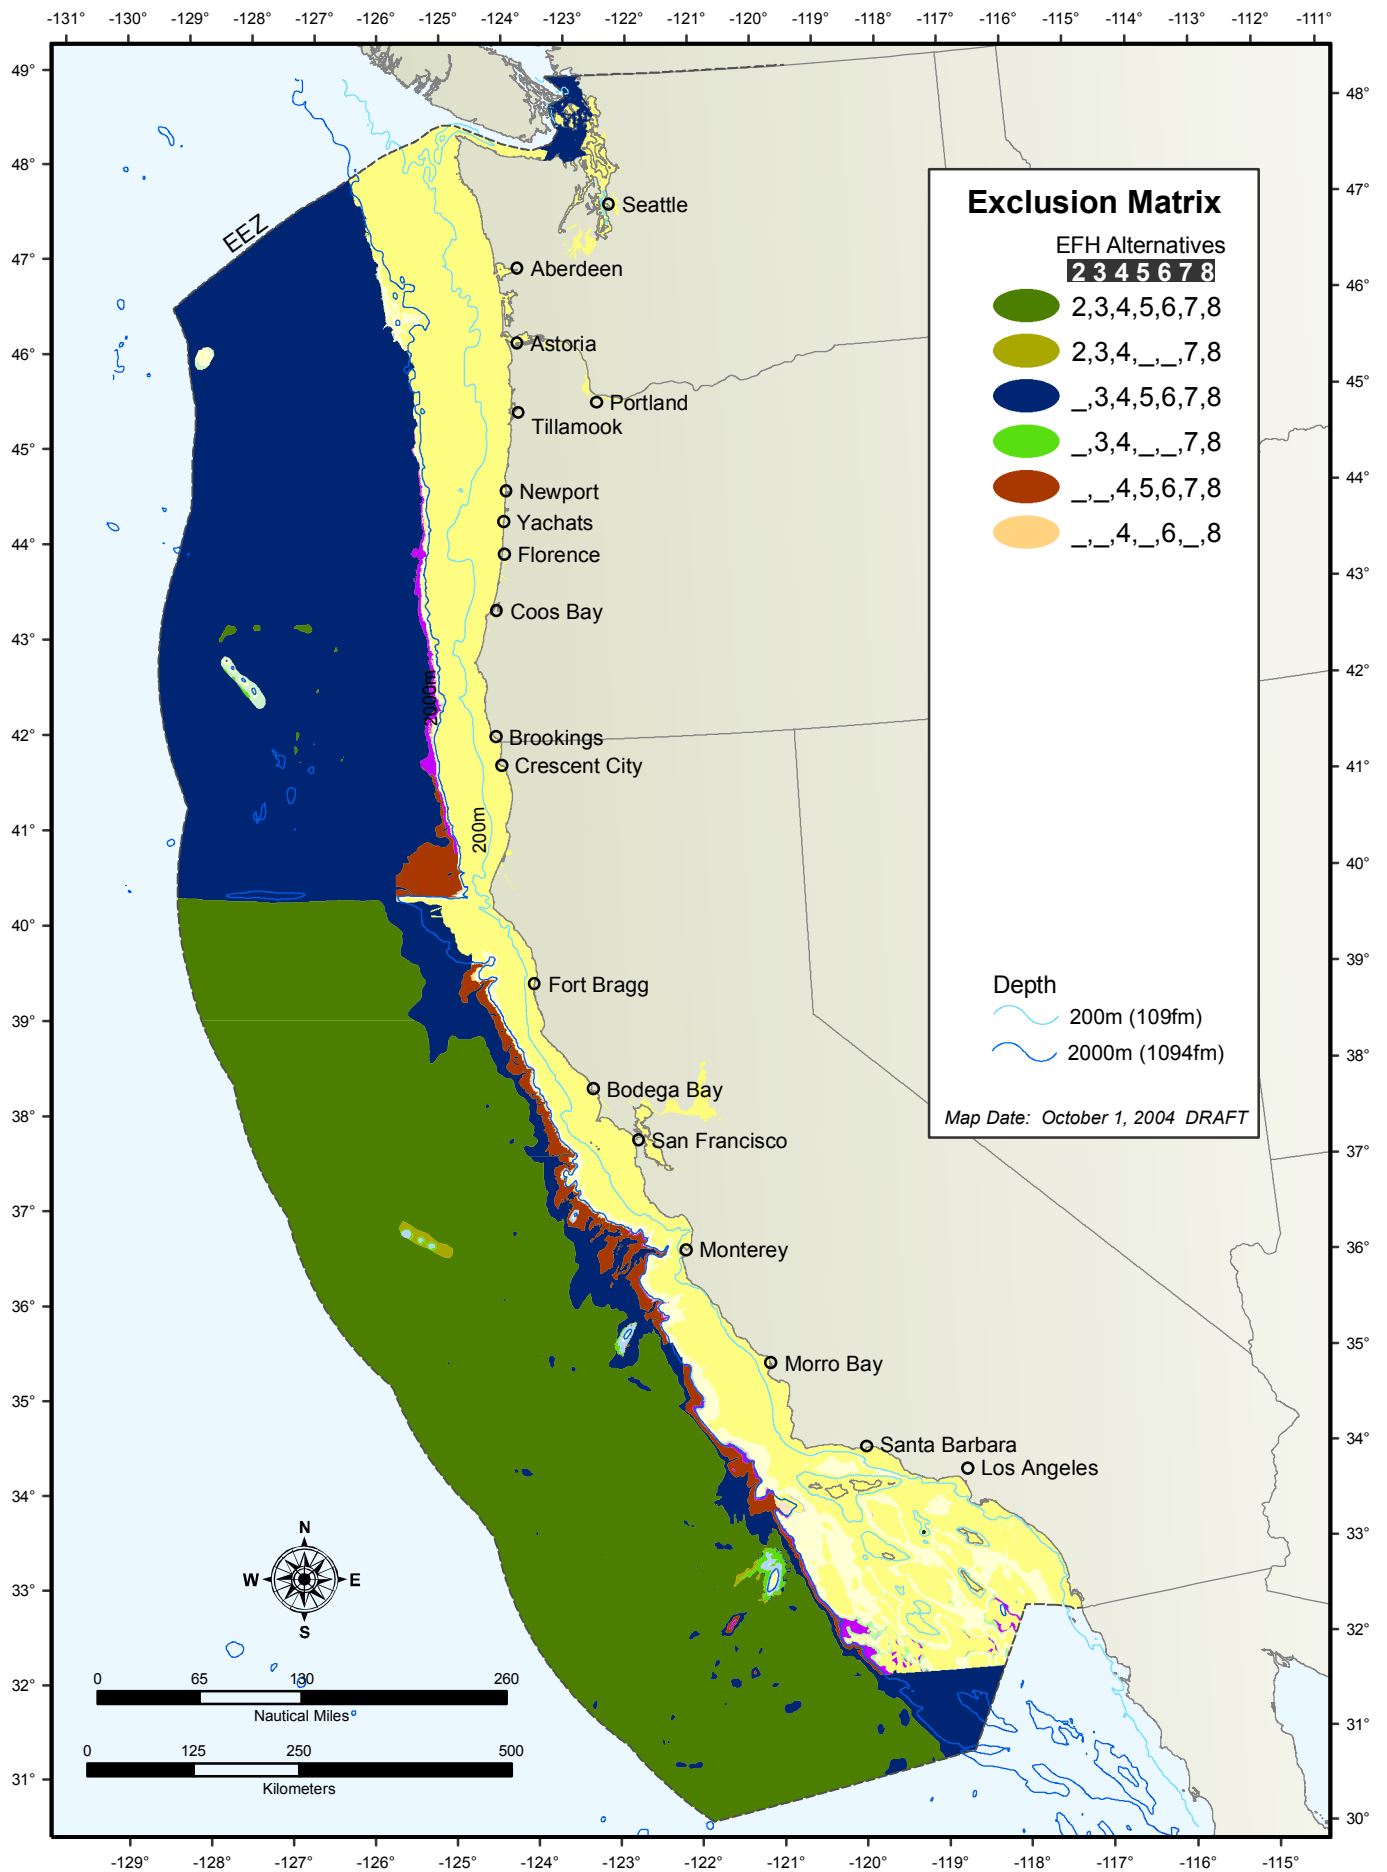 -131° -130° -129° -128° -127° -126° -125° -124° -123° -122° -121° -120° -119° -118° -117° -116° -115° -114° -113° -112° -111°
49°
48°
47°
46°
45°
44°
43°
42°
41°
40°
39°
38°
37°
36°
35°
34°
33°
32°
31°
EEZ
Seattle
Aberdeen
Astoria
Portland
Tillamook
Newport
Yachats
Florence
Coos Bay
2000m
Brookings
Crescent City
200m
Fort Bragg
Bodega Bay
San Francisco
Monterey
Morro Bay
Santa Barbara
Los Angeles
Exclusion Matrix
EFH Alternatives
2 3 4 5 6 7 8
2,3,4,5,6,7,8
2,3,4,_,_,7,8
_,3,4,5,6,7,8
_,3,4,_,_,7,8
_,_,4,5,6,7,8
_,_,4,_,6,_,8
Depth
200m (109fm)
2000m (1094fm)
Map Date: October 1, 2004 DRAFT
N
W E
S
0 65 130 260
Nautical Miles
0 125 250 500
Kilometers
48°
47°
46°
45°
44°
43°
42°
41°
40°
39°
38°
37°
36°
35°
34°
33°
32°
31°
30°
-129° -128° -127° -126° -125° -124° -123° -122° -121° -120° -119° -118° -117° -116° -115°